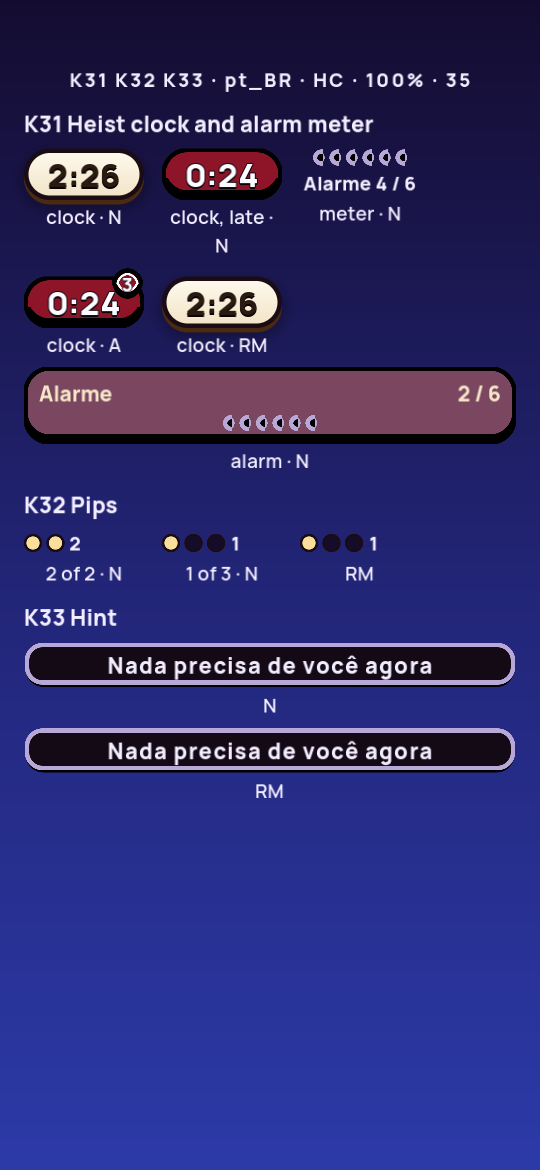 K31 K32 K33 · pt_BR · HC · 100% · 35
K31 Heist clock and alarm meter
2:26
0:24
Alarme 4 / 6
clock · N
clock, late ·
N
meter · N
0:24
3
2:26
clock · A
clock · RM
Alarme 2 / 6
alarm · N
K32 Pips
2
1
1
2 of 2 · N
1 of 3 · N
RM
K33 Hint
Nada precisa de você agora
N
Nada precisa de você agora
RM